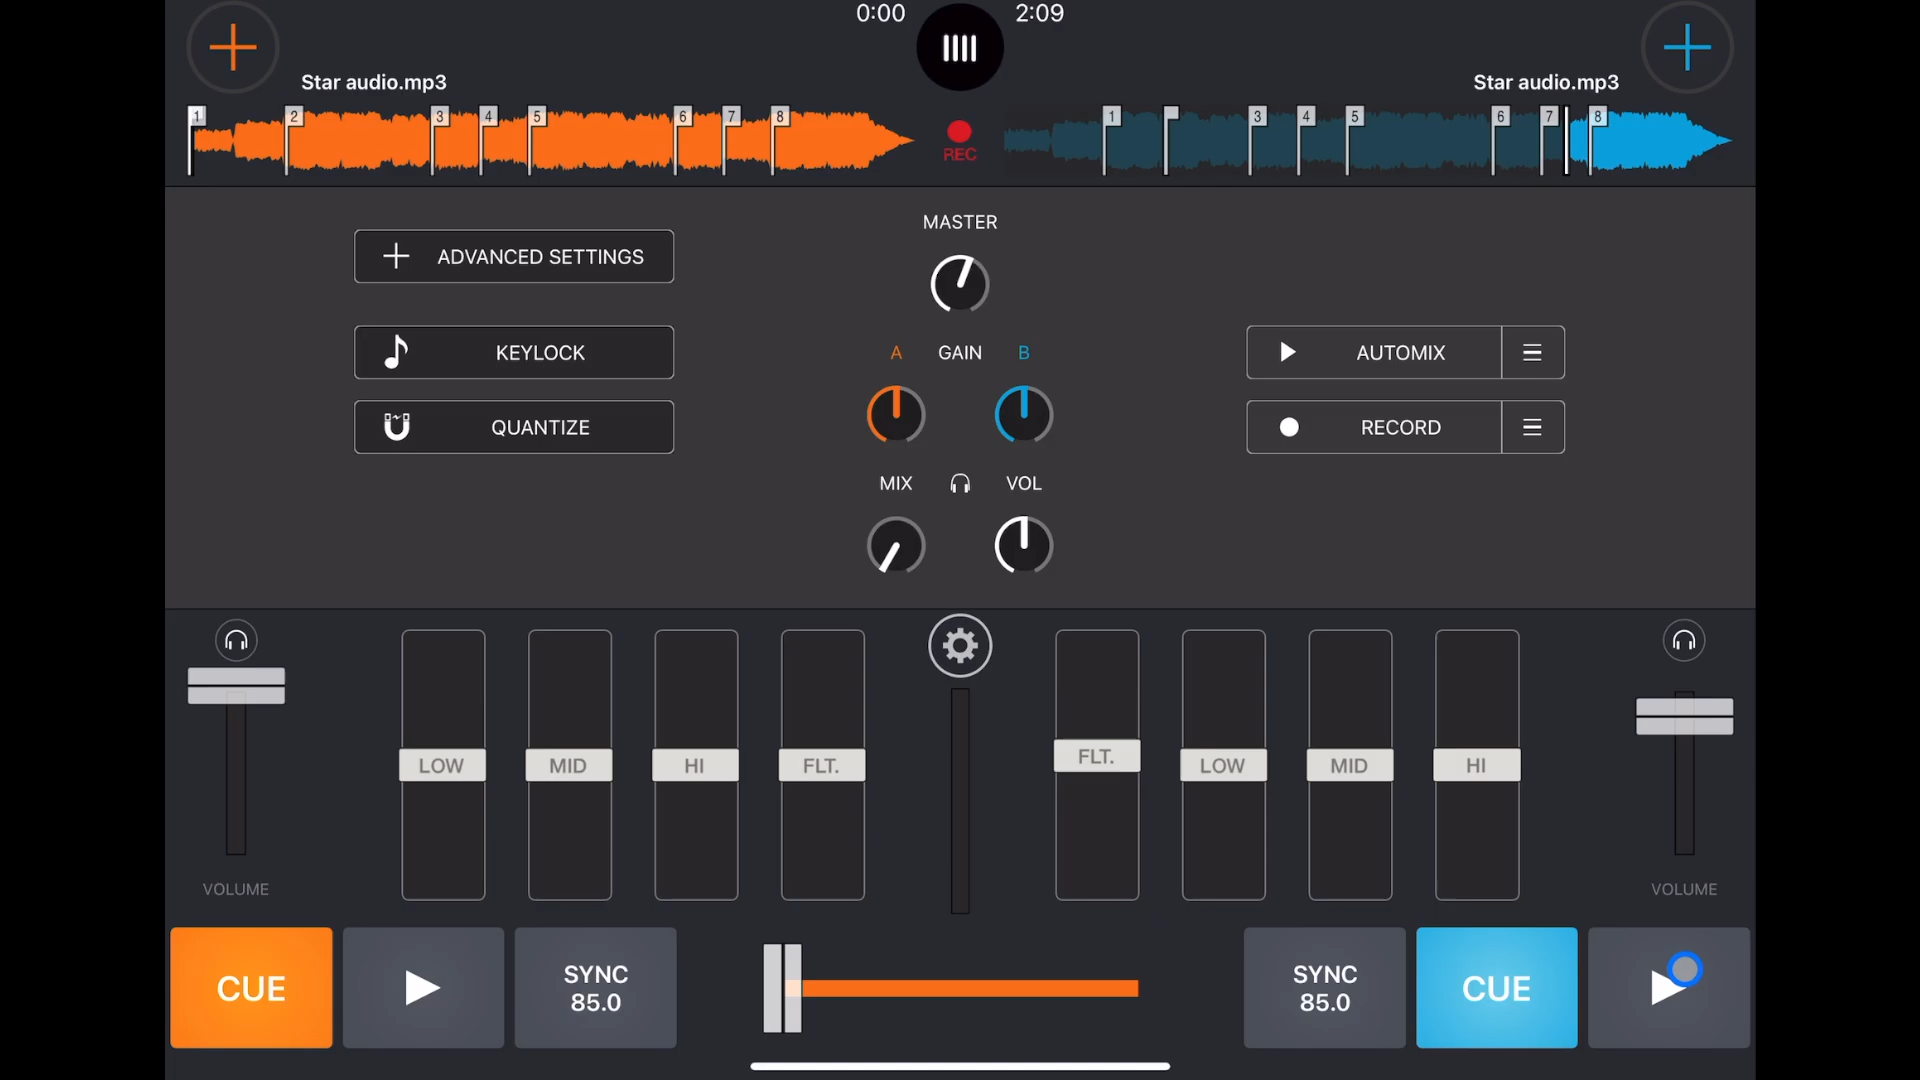 0:00
2:09
Star audio.mp3
Star audio.mp3
1 2 3 4 5 6 7 8
REC
1 3 4 5 6 7 8
MASTER
ADVANCED SETTINGS
KEYLOCK
A GAIN B
AUTOMIX
QUANTIZE
RECORD
MIX VOL
LOW MID HI FLT.
FLT. LOW MID HI
VOLUME
VOLUME
CUE
SYNC
85.0
SYNC
85.0
CUE